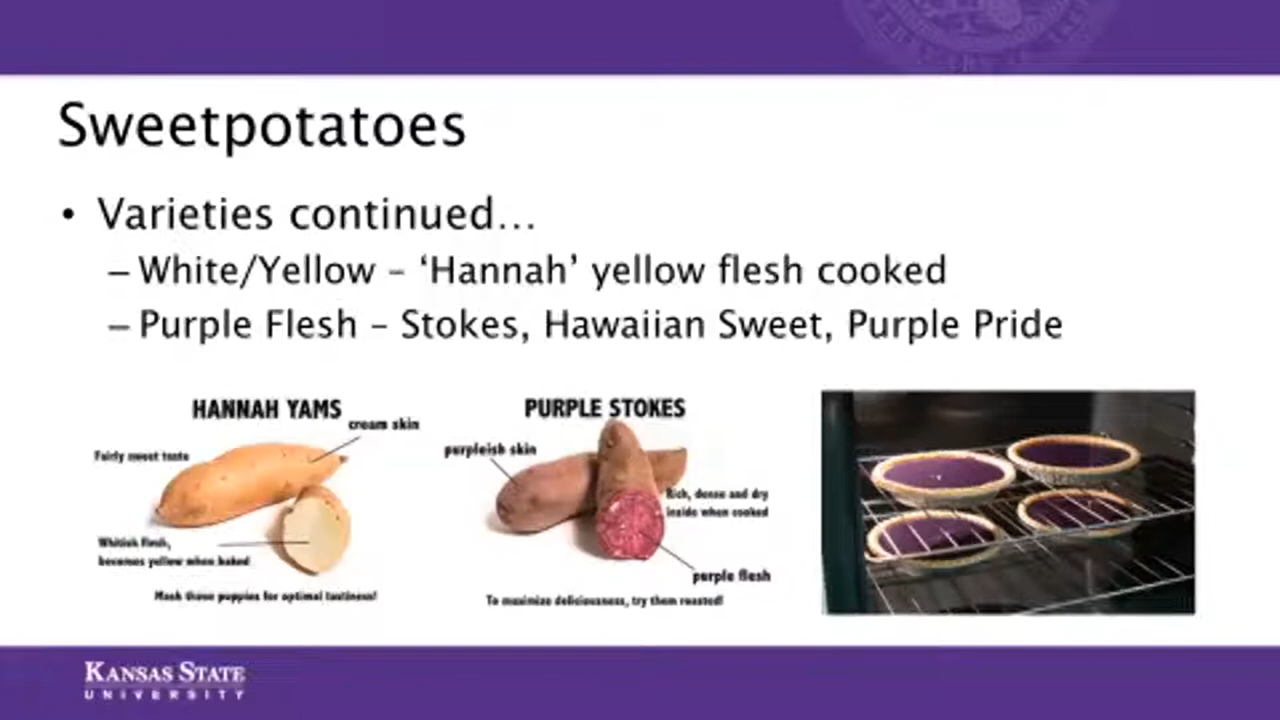 Sweetpotatoes
• Varieties continued…
– White/Yellow – ‘Hannah’ yellow flesh cooked
– Purple Flesh – Stokes, Hawaiian Sweet, Purple Pride
HANNAH YAMS
cream skin
Fairly sweet taste
Whitish flesh,
becomes yellow when baked
Mash these puppies for optimal tastiness!
PURPLE STOKES
purpleish skin
Rich, dense and dry
inside when cooked
purple flesh
To maximize deliciousness, try them roasted!
KANSAS STATE
UNIVERSITY